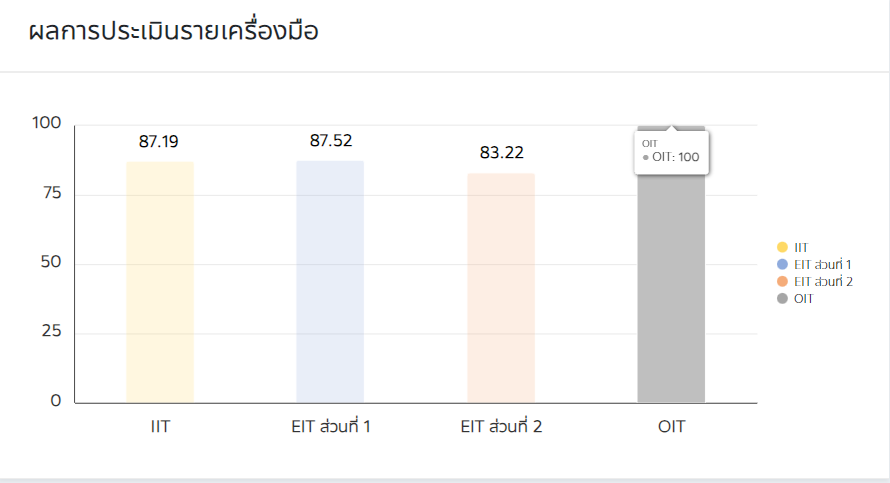 ผลการประเมินรายเครื่องมือ
100
87.19
87.52
83.22
OIT
OIT: 100
75
50
25
0
IIT
EIT ส่วนที่ 1
EIT ส่วนที่ 2
OIT
IIT
EIT ส่วนที่ 1
EIT ส่วนที่ 2
OIT